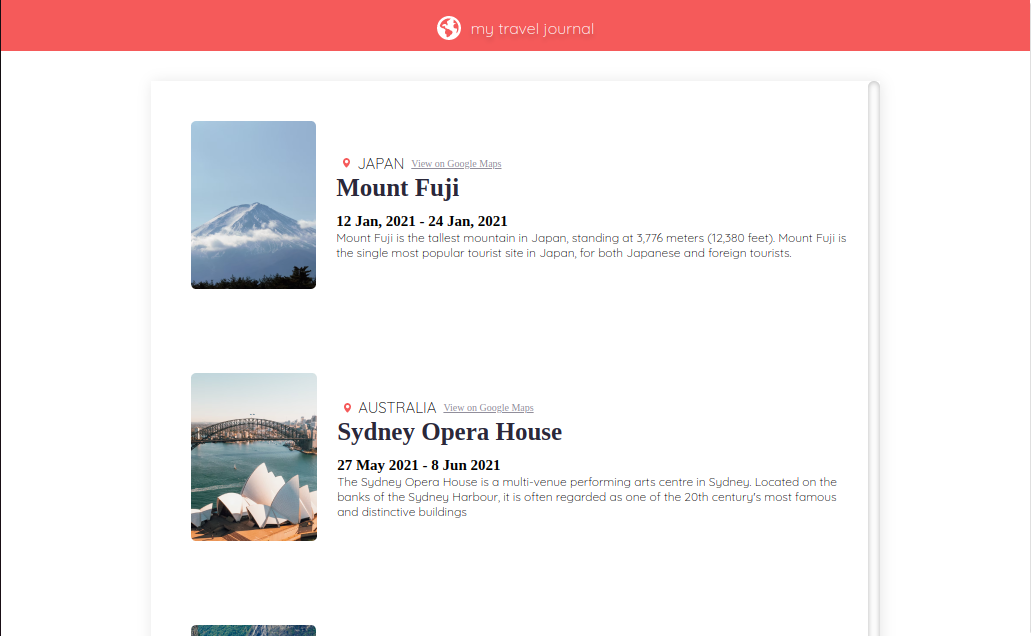 my travel journal
JAPAN View on Google Maps
Mount Fuji
12 Jan, 2021 - 24 Jan, 2021
Mount Fuji is the tallest mountain in Japan, standing at 3,776 meters (12,380 feet). Mount Fuji is
the single most popular tourist site in Japan, for both Japanese and foreign tourists.
AUSTRALIA View on Google Maps
Sydney Opera House
27 May 2021 - 8 Jun 2021
The Sydney Opera House is a multi-venue performing arts centre in Sydney. Located on the
banks of the Sydney Harbour, it is often regarded as one of the 20th century's most famous
and distinctive buildings